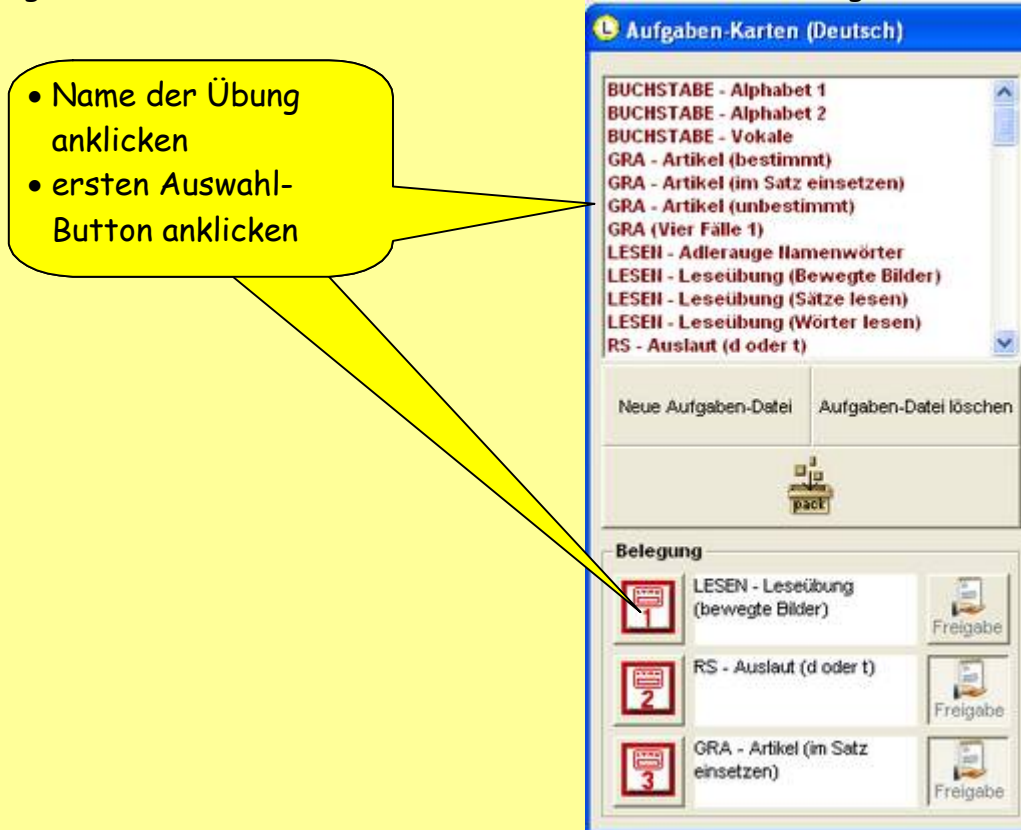 Aufgaben-Karten (Deutsch)
• Name der Übung
anklicken
• ersten Auswahl-
Button anklicken
BUCHSTABE - Alphabet 1
BUCHSTABE - Alphabet 2
BUCHSTABE - Vokale
GRA - Artikel (bestimmt)
GRA - Artikel (im Satz einsetzen)
GRA - Artikel (unbestimmt)
GRA (Vier Fälle 1)
LESEN - Adlerauge Namenwörter
LESEN - Leseübung (Bewegte Bilder)
LESEN - Leseübung (Sätze lesen)
LESEN - Leseübung (Wörter lesen)
RS - Auslaut (d oder t)
Neue Aufgaben-Datei
Aufgaben-Datei löschen
pack
Belegung
1
LESEN - Leseübung
(bewegte Bilder)
Freigabe
2
RS - Auslaut (d oder t)
Freigabe
3
GRA - Artikel (im Satz
einsetzen)
Freigabe